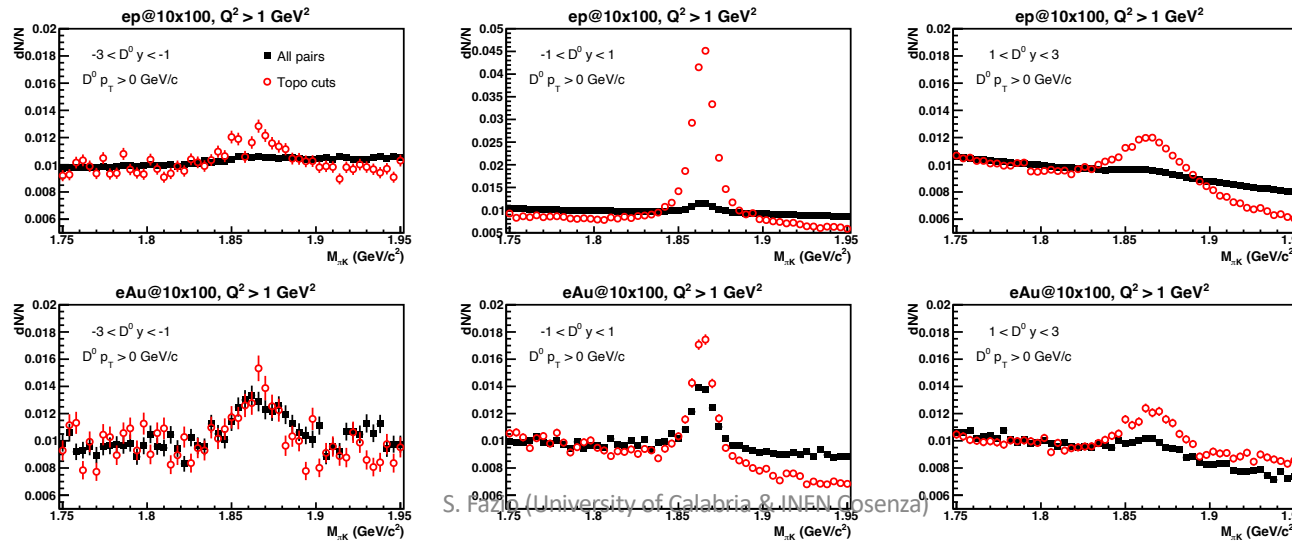 ep@10x100, Q² > 1 GeV²
dN/N
0.02
0.018
0.016
0.014
0.012
0.01
0.008
0.006
-3 < D⁰ y < -1
D⁰ p_T > 0 GeV/c
All pairs
Topo cuts
1.75 1.8 1.85 1.9 1.95
M_πK (GeV/c²)
ep@10x100, Q² > 1 GeV²
dN/N
0.05
0.045
0.04
0.035
0.03
0.025
0.02
0.015
0.01
0.005
-1 < D⁰ y < 1
D⁰ p_T > 0 GeV/c
1.75 1.8 1.85 1.9 1.95
M_πK (GeV/c²)
ep@10x100, Q² > 1 GeV²
dN/N
0.02
0.018
0.016
0.014
0.012
0.01
0.008
0.006
1 < D⁰ y < 3
D⁰ p_T > 0 GeV/c
1.75 1.8 1.85 1.9 1.95
M_πK (GeV/c²)
eAu@10x100, Q² > 1 GeV²
dN/N
0.02
0.018
0.016
0.014
0.012
0.01
0.008
0.006
-3 < D⁰ y < -1
D⁰ p_T > 0 GeV/c
1.75 1.8 1.85 1.9 1.95
M_πK (GeV/c²)
eAu@10x100, Q² > 1 GeV²
dN/N
0.02
0.018
0.016
0.014
0.012
0.01
0.008
0.006
-1 < D⁰ y < 1
D⁰ p_T > 0 GeV/c
1.75 1.8 1.85 1.9 1.95
M_πK (GeV/c²)
eAu@10x100, Q² > 1 GeV²
dN/N
0.02
0.018
0.016
0.014
0.012
0.01
0.008
0.006
1 < D⁰ y < 3
D⁰ p_T > 0 GeV/c
1.75 1.8 1.85 1.9 1.95
M_πK (GeV/c²)
S. Fazio (University of Calabria & INFN Cosenza)